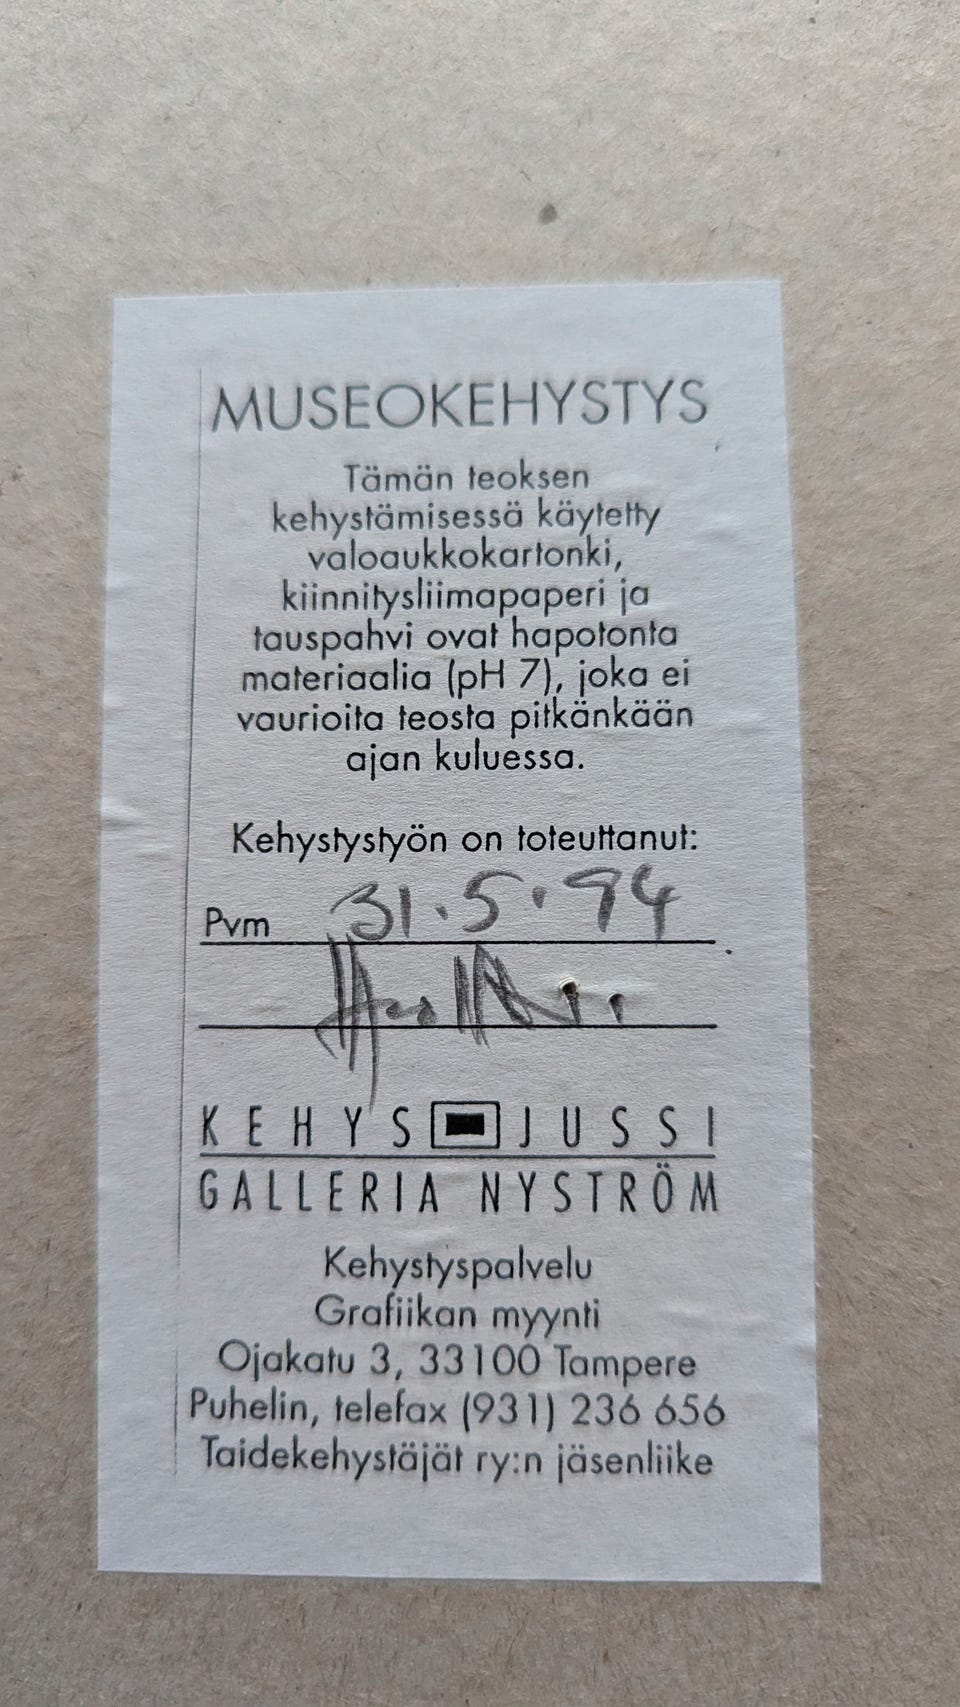 MUSEOKEHYSTYS
Tämän teoksen
kehystämisessä käytetty
valoaukkokartonki,
kiinnitysliimapaperi ja
tauspahvi ovat hapotonta
materiaalia (pH 7), joka ei
vaurioita teosta pitkänkään
ajan kuluessa.
Kehystystyön on toteuttanut:
Pvm 31.5.94
KEHYS JUSSI
GALLERIA NYSTRÖM
Kehystyspalvelu
Grafiikan myynti
Ojakatu 3, 33100 Tampere
Puhelin, telefax (931) 236 656
Taidekehystäjät ry:n jäsenliike